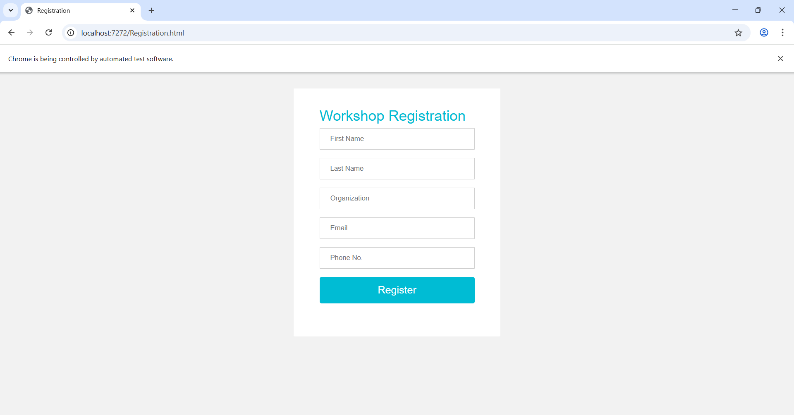 Registration
localhost:7272/Registration.html
Chrome is being controlled by automated test software.
Workshop Registration
First Name
Last Name
Organization
Email
Phone No.
Register